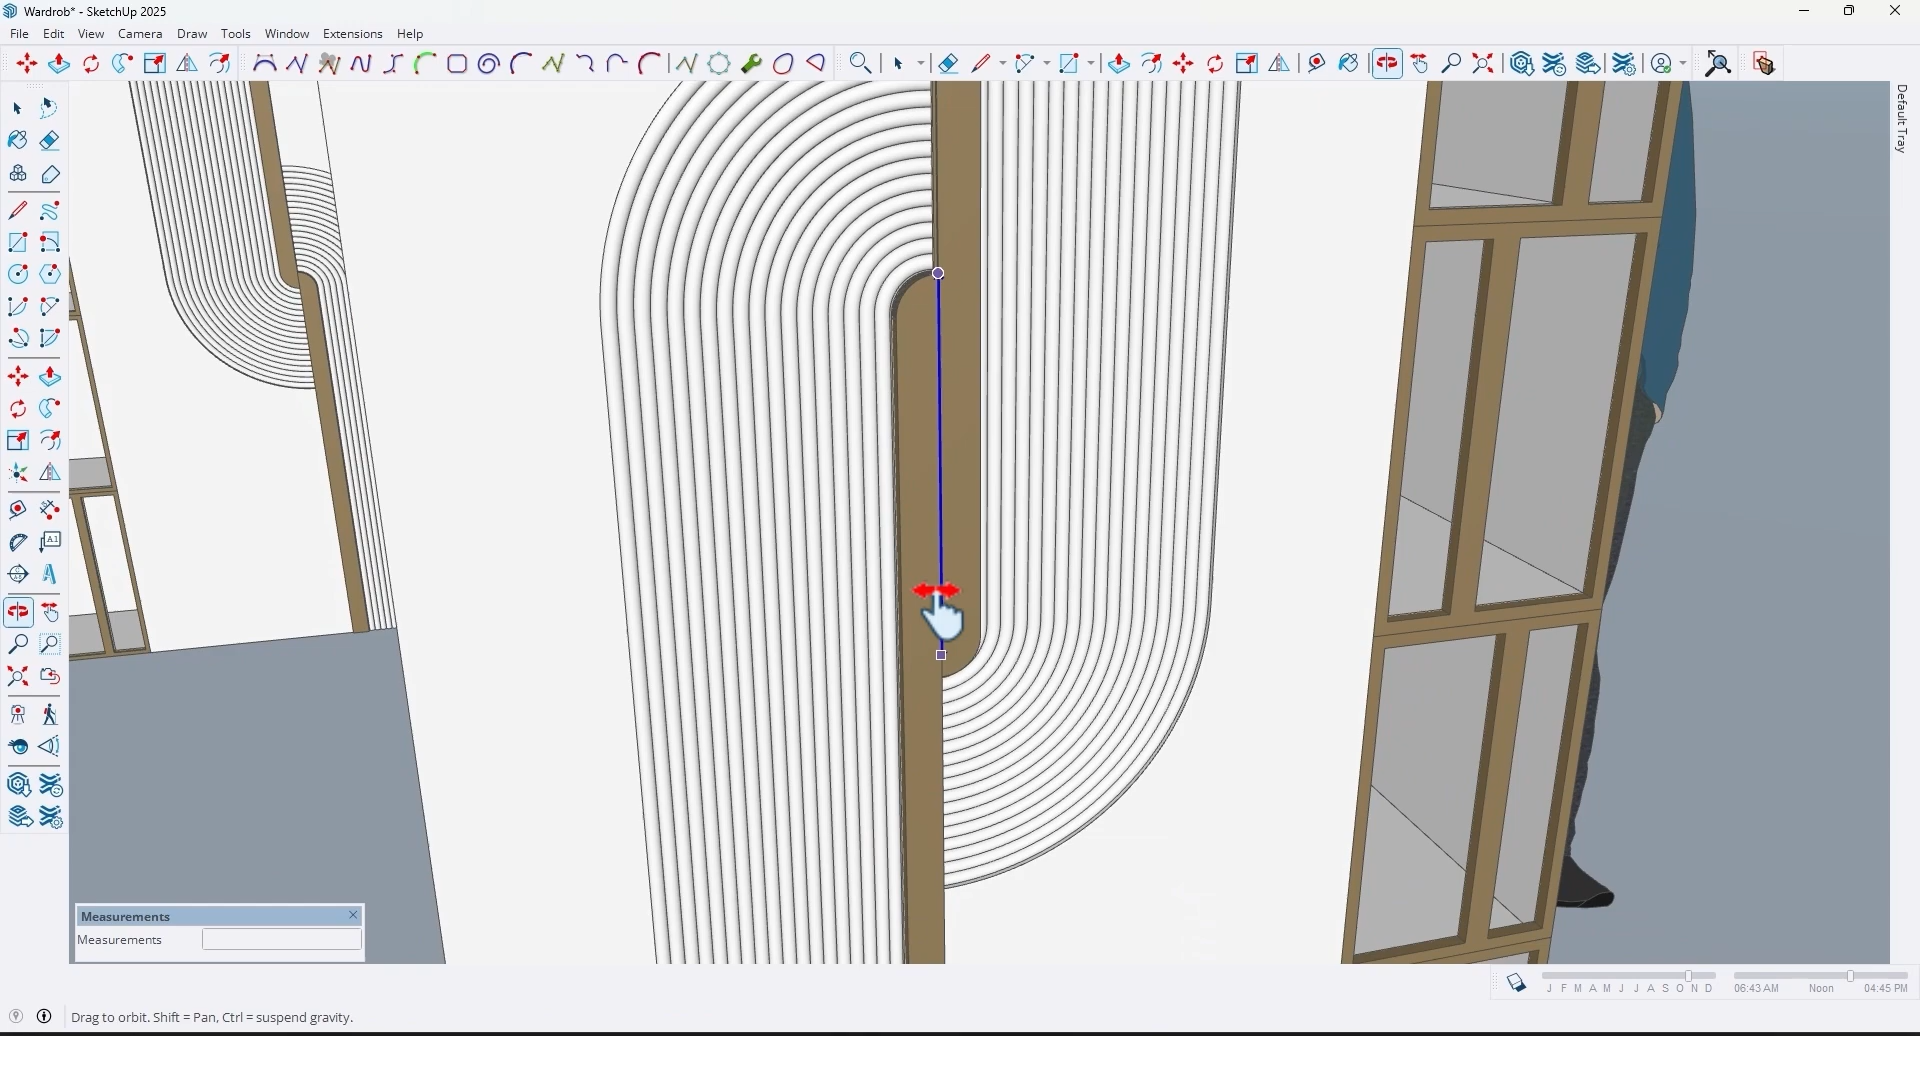 Wardrob* - SketchUp 2025
File Edit View Camera Draw Tools Window Extensions Help
Default Tray
A1
Measurements
Measurements
J F M A M J J A S O N D
06:43 AM Noon 04:45 PM
Drag to orbit. Shift = Pan, Ctrl = suspend gravity.